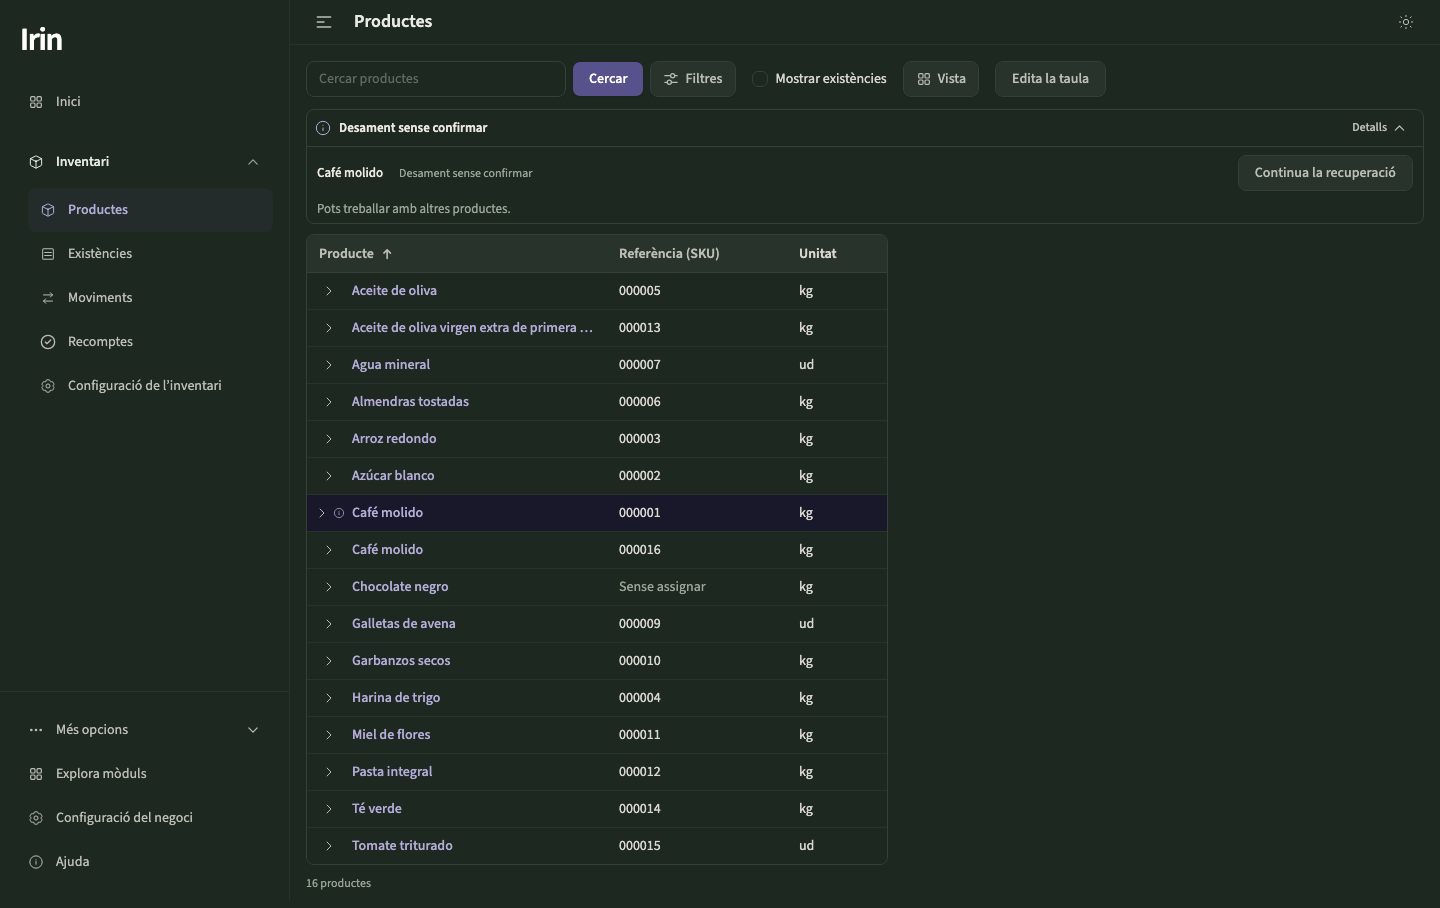 Irin
Productes
Inici
Inventari
Productes
Existències
Moviments
Recomptes
Configuració de l’inventari
Més opcions
Explora mòduls
Configuració del negoci
Ajuda
Cercar productes
Cercar
Filtres
Mostrar existències
Vista
Edita la taula
Desament sense confirmar
Detalls
Café molido Desament sense confirmar
Continua la recuperació
Pots treballar amb altres productes.
Producte Referència (SKU) Unitat
Aceite de oliva 000005 kg
Aceite de oliva virgen extra de primera … 000013 kg
Agua mineral 000007 ud
Almendras tostadas 000006 kg
Arroz redondo 000003 kg
Azúcar blanco 000002 kg
Café molido 000001 kg
Café molido 000016 kg
Chocolate negro Sense assignar kg
Galletas de avena 000009 ud
Garbanzos secos 000010 kg
Harina de trigo 000004 kg
Miel de flores 000011 kg
Pasta integral 000012 kg
Té verde 000014 kg
Tomate triturado 000015 ud
16 productes